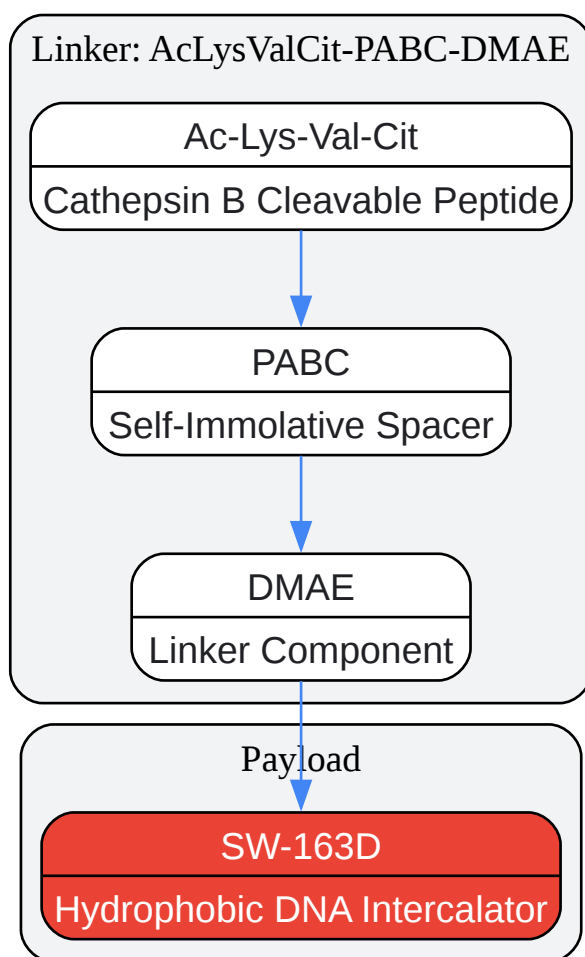 Linker: AcLysValCit-PABC-DMAE
Ac-Lys-Val-Cit
Cathepsin B Cleavable Peptide
PABC
Self-Immolative Spacer
DMAE
Linker Component
Payload
SW-163D
Hydrophobic DNA Intercalator